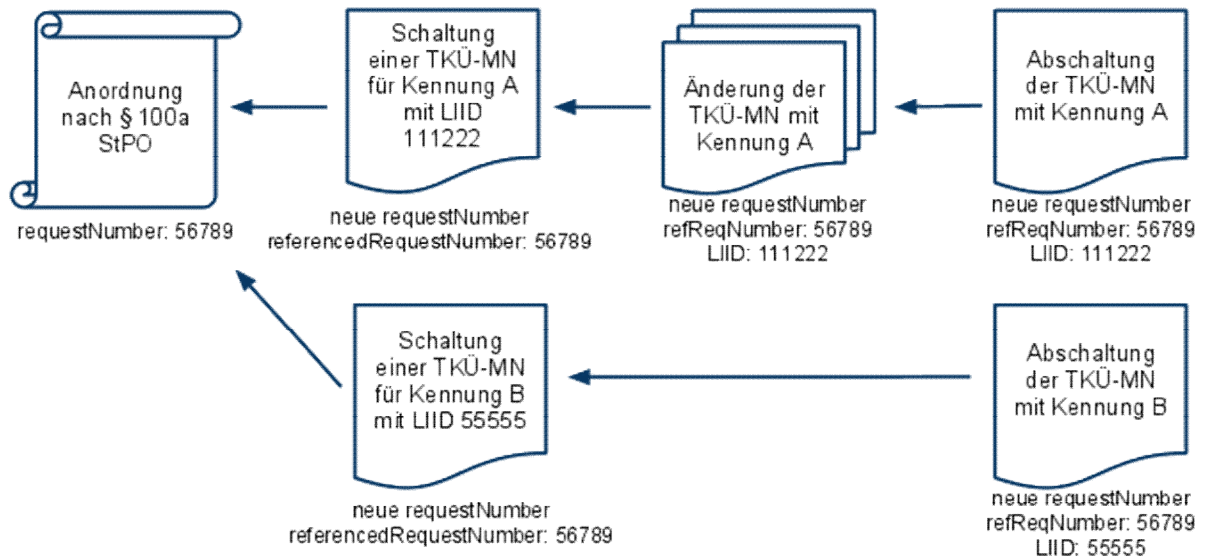 Anordnung
nach § 100a
StPO
requestNumber: 56789
Schaltung
einer TKÜ-MN
für Kennung A
mit LIID
111222
neue requestNumber
referencedRequestNumber: 56789
Änderung der
TKÜ-MN mit
Kennung A
neue requestNumber
refReqNumber: 56789
LIID: 111222
Abschaltung
der TKÜ-MN
mit Kennung A
neue requestNumber
refReqNumber: 56789
LIID: 111222
Schaltung
einer TKÜ-MN
für Kennung B
mit LIID 55555
neue requestNumber
referencedRequestNumber: 56789
Abschaltung
der TKÜ-MN
mit Kennung B
neue requestNumber
refReqNumber: 56789
LIID: 55555